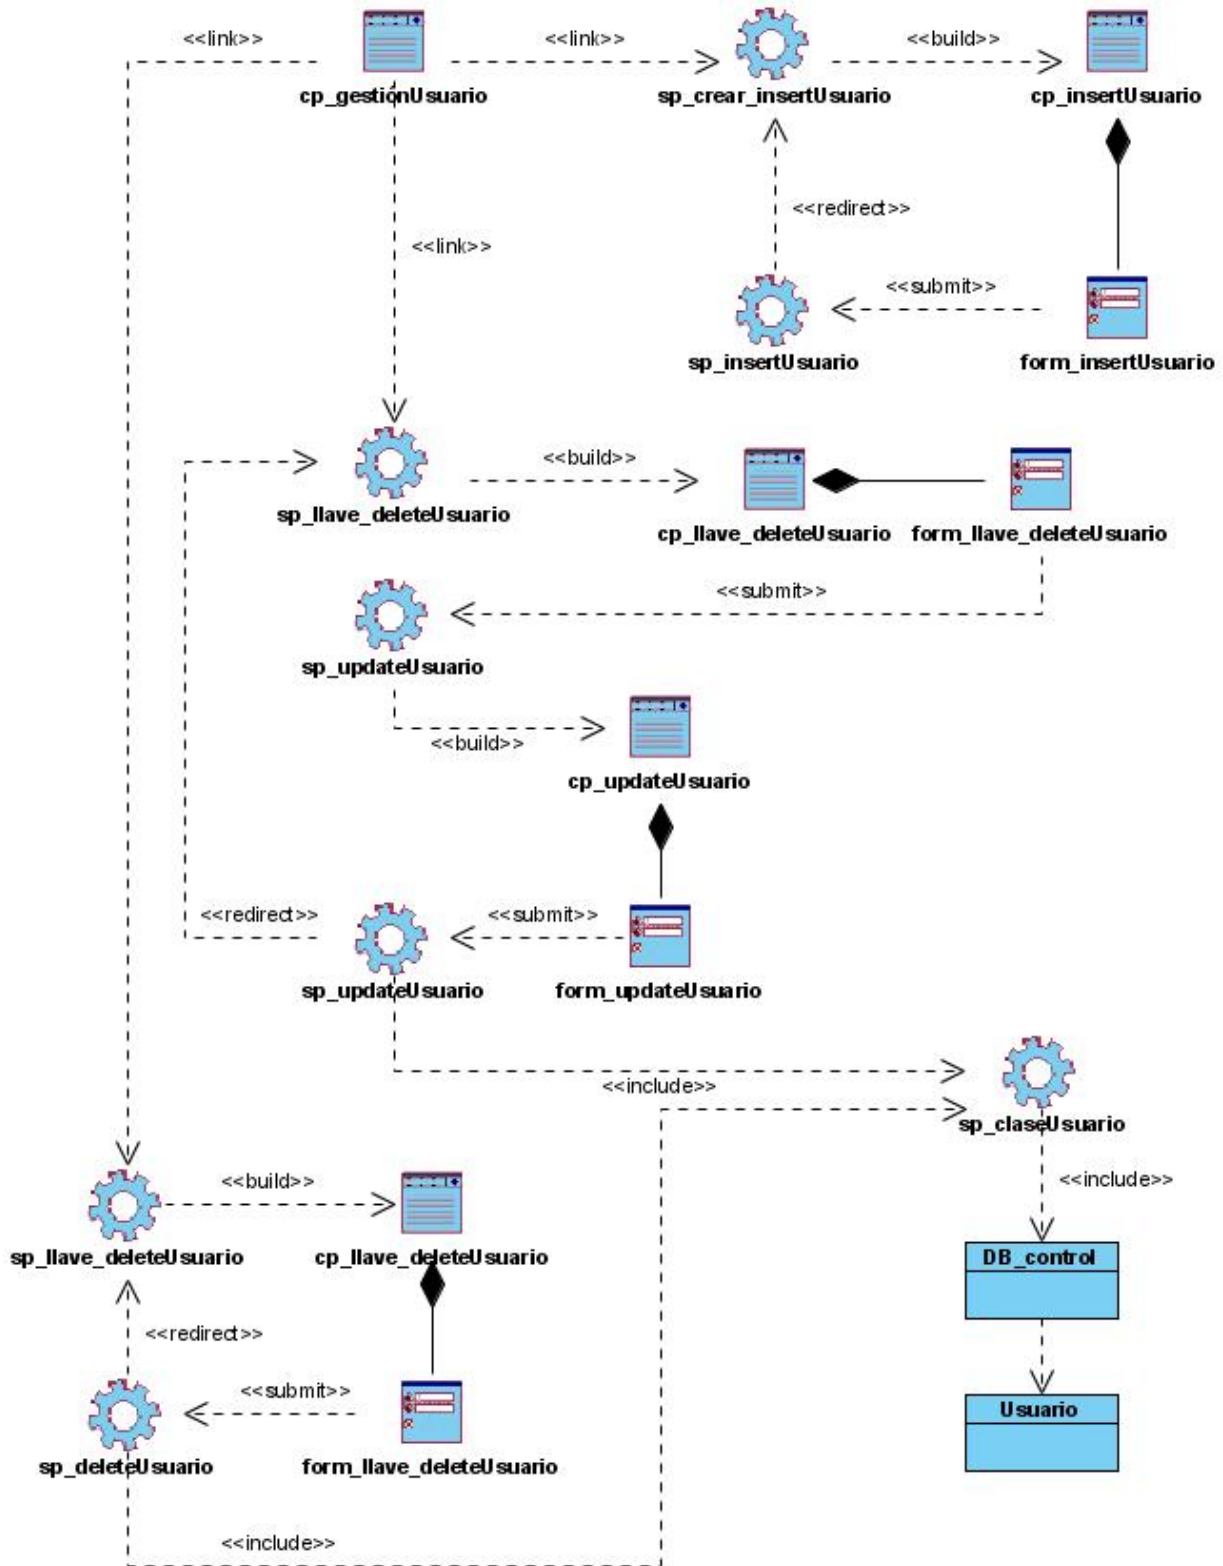 <<link>>
<<link>>
<<build>>
cp_gestiónUsuario
sp_crear_insertUsuario
cp_insertUsuario
<<redirect>>
<<link>>
<<submit>>
sp_insertUsuario
form_insertUsuario
<<build>>
sp_llave_deleteUsuario
cp_llave_deleteUsuario
form_llave_deleteUsuario
<<submit>>
sp_updateUsuario
<<build>>
cp_updateUsuario
<<redirect>>
<<submit>>
sp_updateUsuario
form_updateUsuario
<<include>>
sp_claseUsuario
<<build>>
<<include>>
sp_llave_deleteUsuario
cp_llave_deleteUsuario
DB_control
<<redirect>>
<<submit>>
Usuario
sp_deleteUsuario
form_llave_deleteUsuario
<<include>>